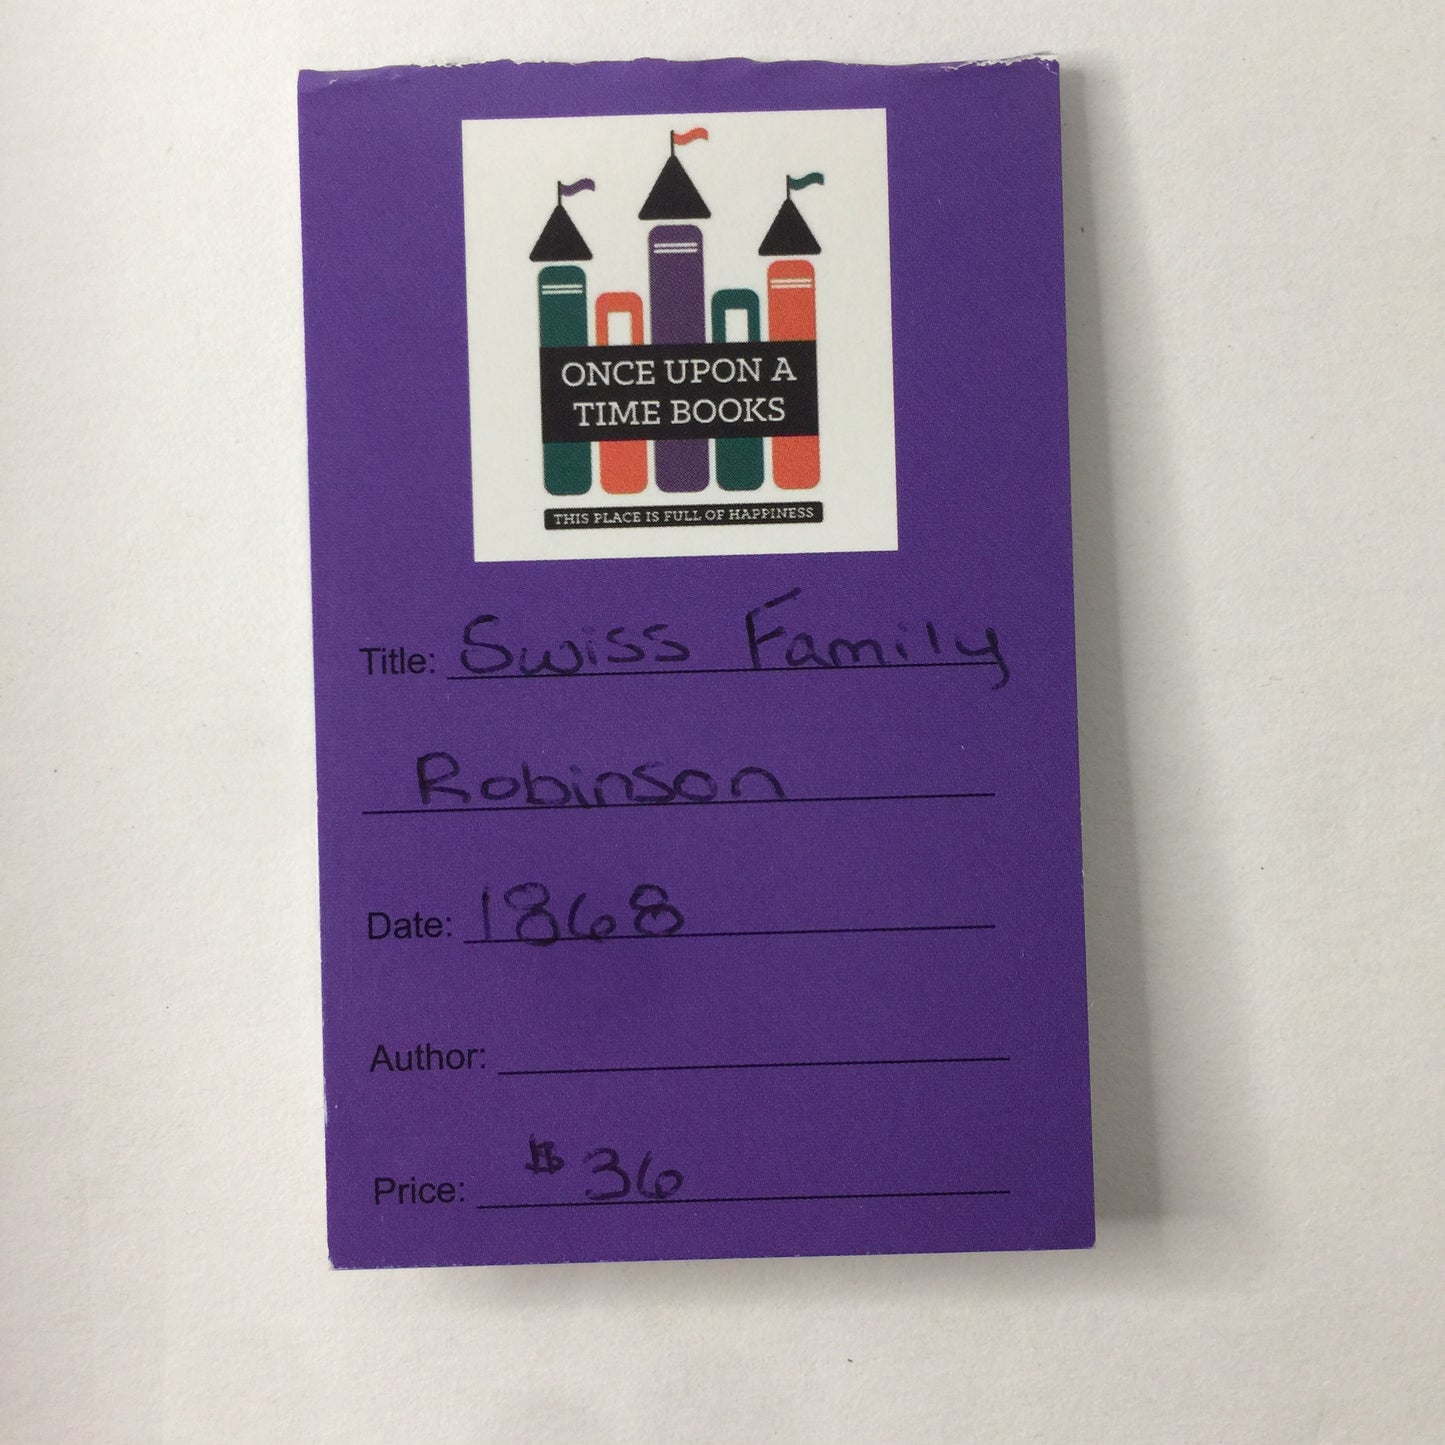 ONCE UPON A
TIME BOOKS
THIS PLACE IS FULL OF HAPPINESS
Title: Swiss Family
Robinson
Date: 1868
Author:
Price: $36